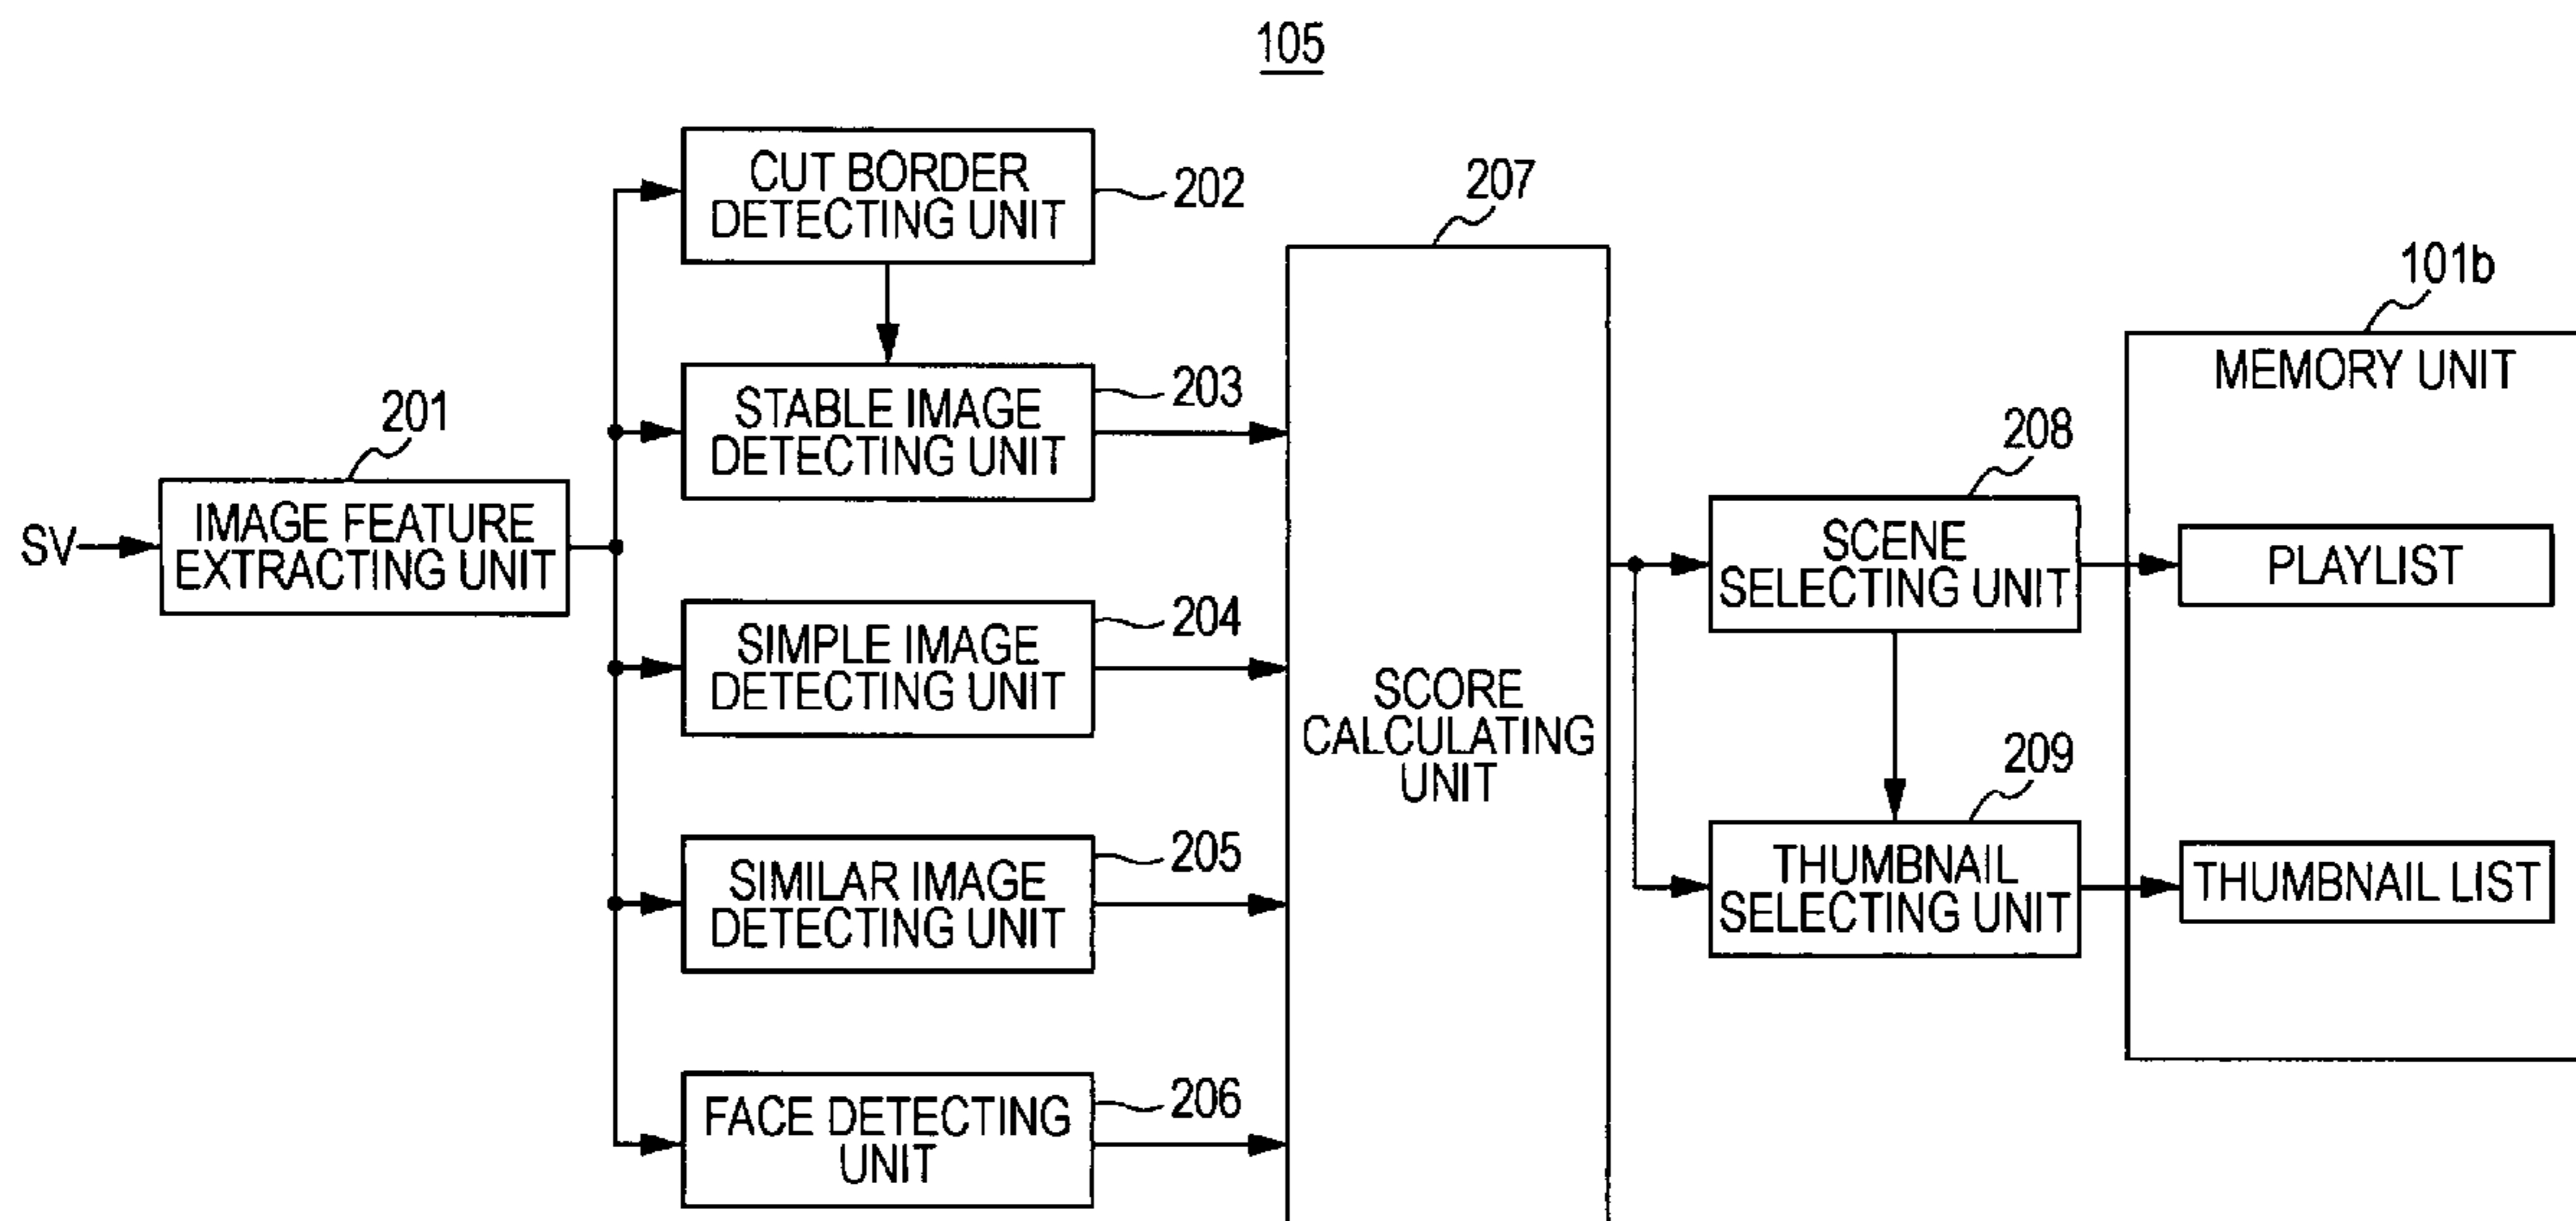 105
CUT BORDER
DETECTING UNIT
202
207
101b
MEMORY UNIT
STABLE IMAGE
DETECTING UNIT
203
201
208
SV
IMAGE FEATURE
EXTRACTING UNIT
SCENE
SELECTING UNIT
PLAYLIST
SIMPLE IMAGE
DETECTING UNIT
204
SCORE
CALCULATING
UNIT
209
SIMILAR IMAGE
DETECTING UNIT
205
THUMBNAIL
SELECTING UNIT
THUMBNAIL LIST
FACE DETECTING
UNIT
206